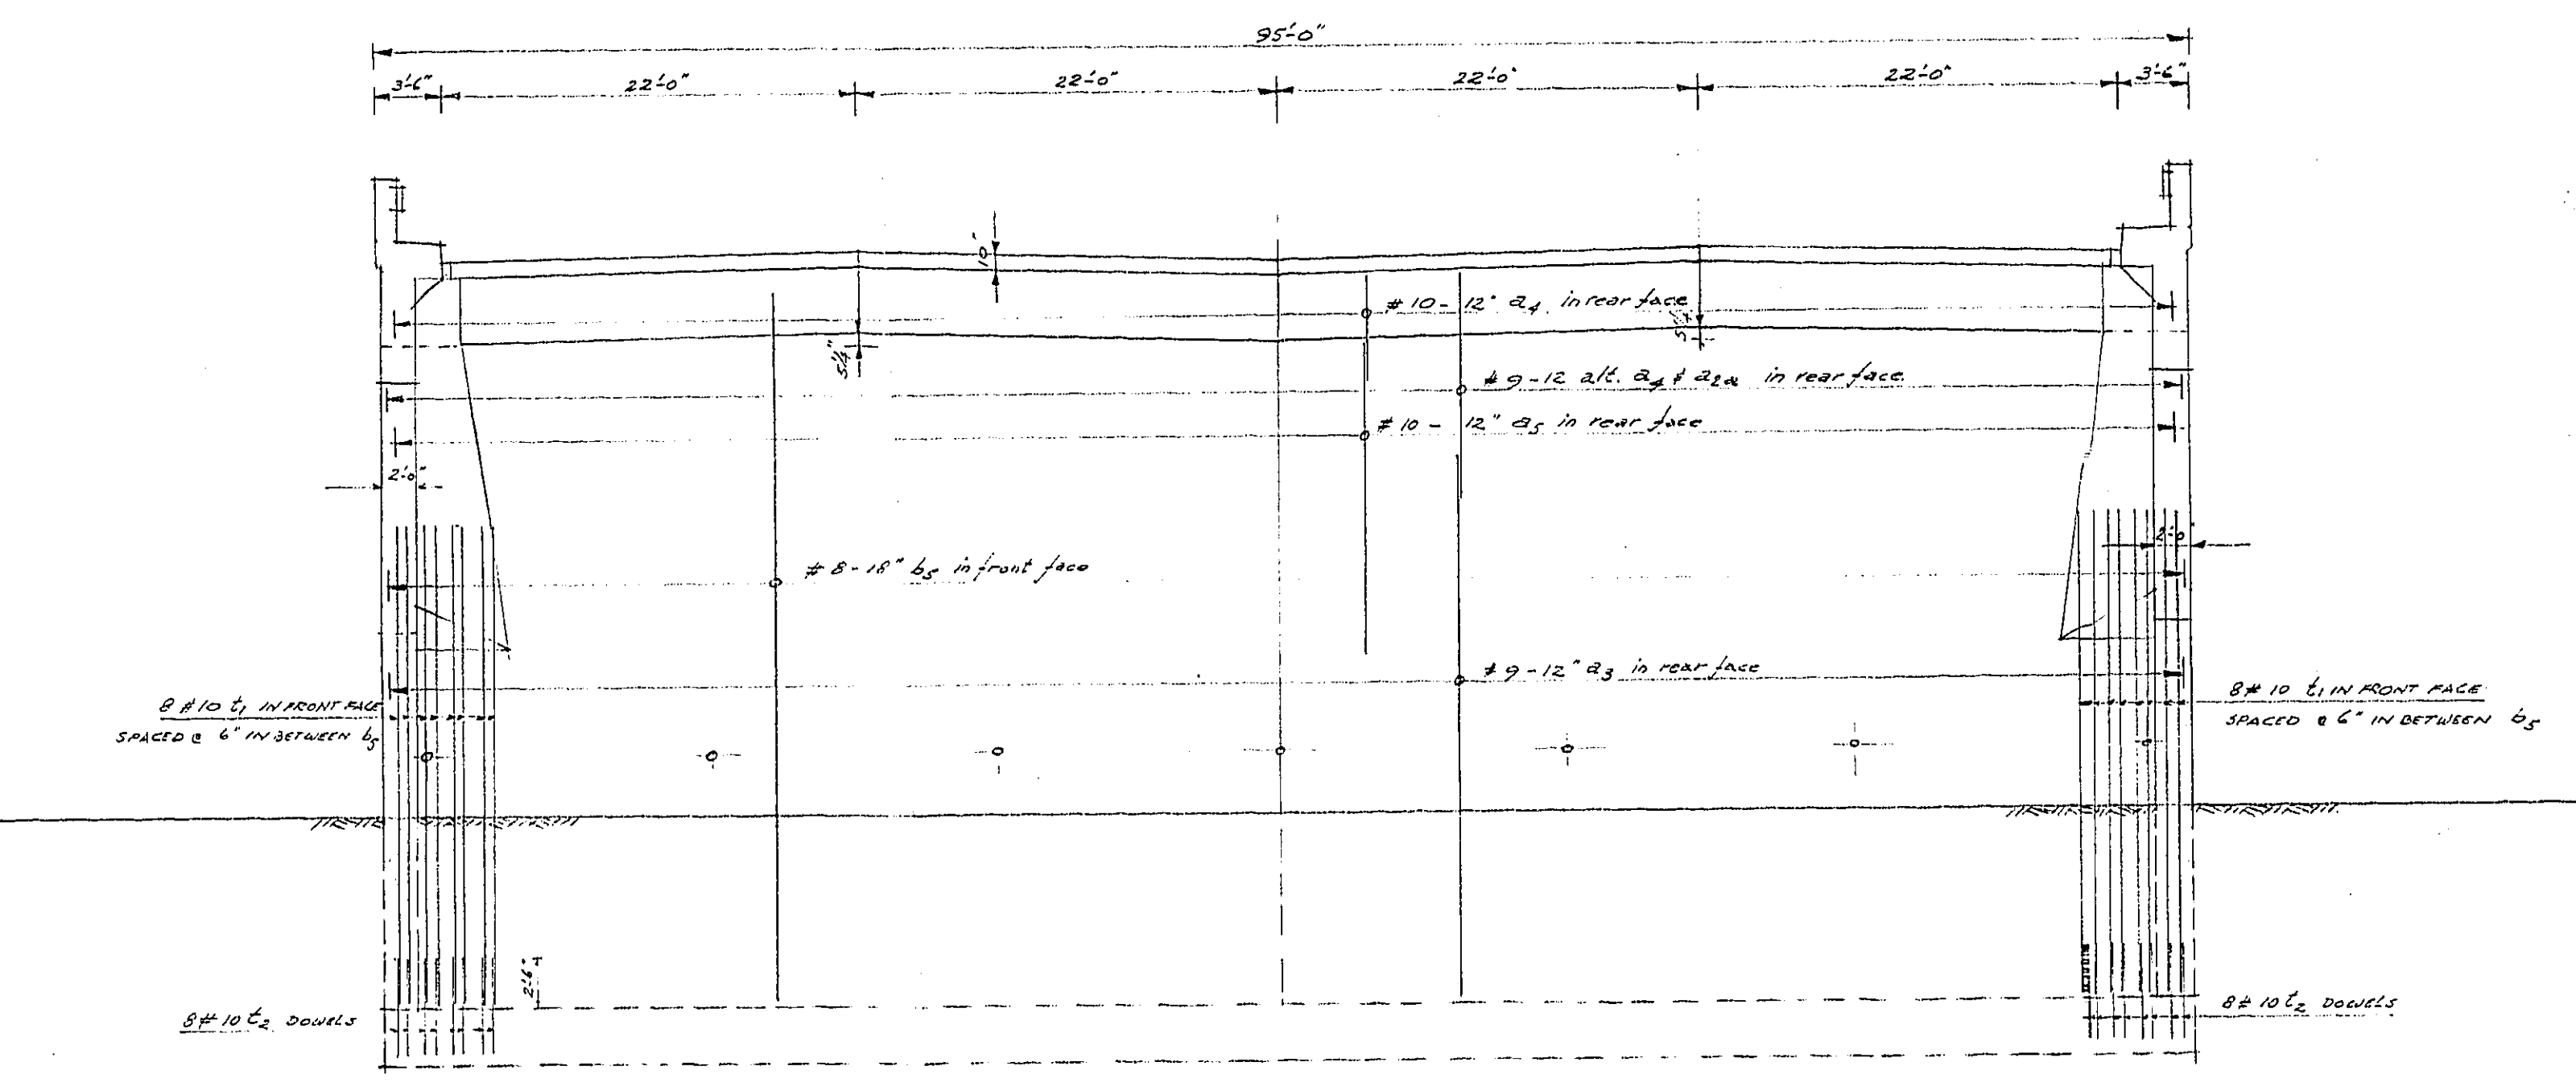 95'-0"
3'-6" 22'-0" 22'-0" 22'-0" 22'-0" 3'-6"
10"
#10 - 12" a4 in rear face
5¼"
5¼"
#9-12 alt. a4 & a2a in rear face
#10 - 12" a5 in rear face
2'-0"
2'-0"
#8-18" b5 in front face
#9-12" a3 in rear face
8 #10 t1 IN FRONT FACE
SPACED @ 6" IN BETWEEN b5
8 #10 t1 IN FRONT FACE
SPACED @ 6" IN BETWEEN b5
2'-6"
8 #10 t2 DOWELS
8 #10 t2 DOWELS